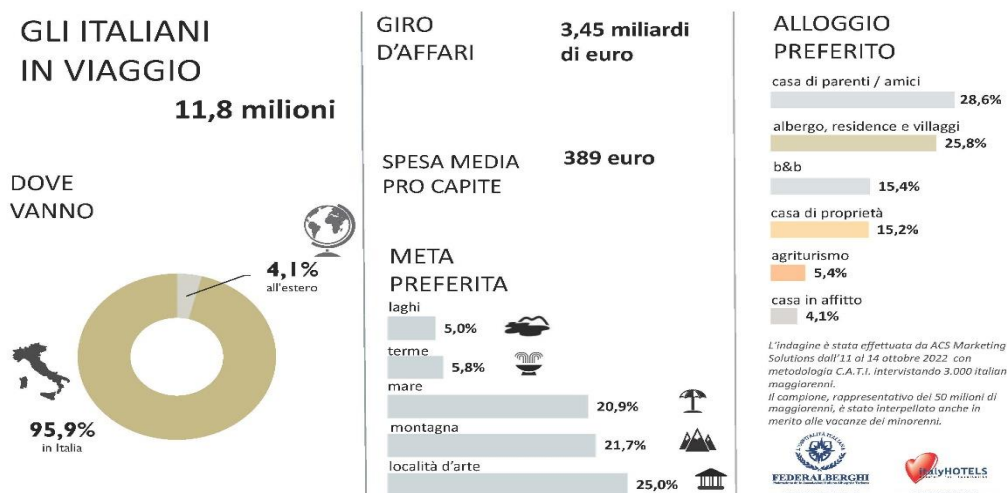 GLI ITALIANI
IN VIAGGIO
11,8 milioni
DOVE
VANNO
4,1%
all'estero
95,9%
in Italia
GIRO
D'AFFARI
3,45 miliardi
di euro
SPESA MEDIA
PRO CAPITE
389 euro
META
PREFERITA
laghi
5,0%
terme
5,8%
mare
20,9%
montagna
21,7%
località d'arte
25,0%
ALLOGGIO
PREFERITO
casa di parenti / amici
28,6%
albergo, residence e villaggi
25,8%
b&b
15,4%
casa di proprietà
15,2%
agriturismo
5,4%
casa in affitto
4,1%
L'indagine è stata effettuata da ACS Marketing
Solutions dall'11 al 14 ottobre 2022 con
metodologia C.A.T.I. intervistando 3.000 italian
maggiorenni.
Il campione, rappresentativo dei 50 milioni di
maggiorenni, è stato interpellato anche in
merito alle vacanze dei minorenni.
FEDERALBERGHI
ItalyHOTELS